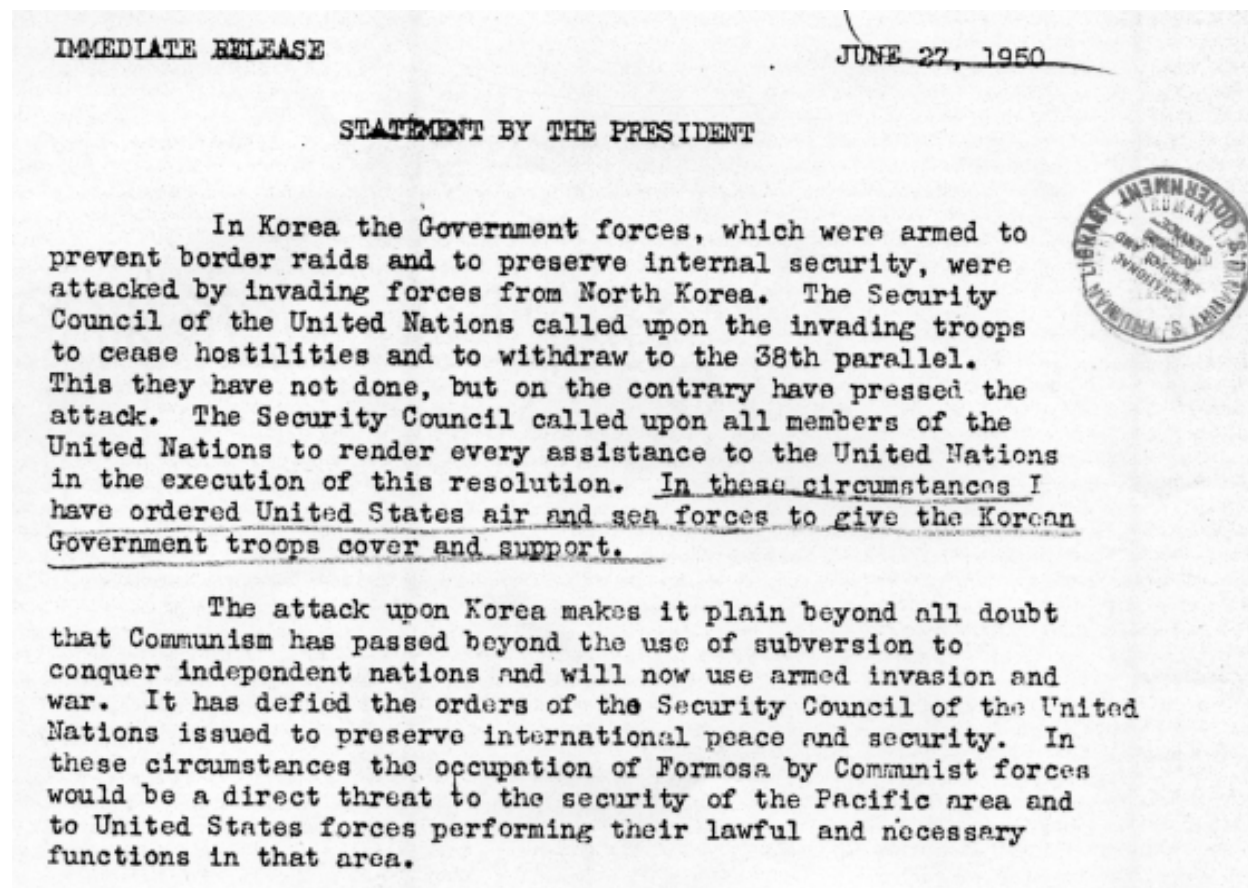 IMMEDIATE RELEASE
JUNE 27, 1950
STATEMENT BY THE PRESIDENT
In Korea the Government forces, which were armed to
prevent border raids and to preserve internal security, were
attacked by invading forces from North Korea. The Security
Council of the United Nations called upon the invading troops
to cease hostilities and to withdraw to the 38th parallel.
This they have not done, but on the contrary have pressed the
attack. The Security Council called upon all members of the
United Nations to render every assistance to the United Nations
in the execution of this resolution. In these circumstances I
have ordered United States air and sea forces to give the Korean
Government troops cover and support.
The attack upon Korea makes it plain beyond all doubt
that Communism has passed beyond the use of subversion to
conquer independent nations and will now use armed invasion and
war. It has defied the orders of the Security Council of the United
Nations issued to preserve international peace and security. In
these circumstances the occupation of Formosa by Communist forces
would be a direct threat to the security of the Pacific area and
to United States forces performing their lawful and necessary
functions in that area.
TRUMAN LIBRARY
GOVERNMENT